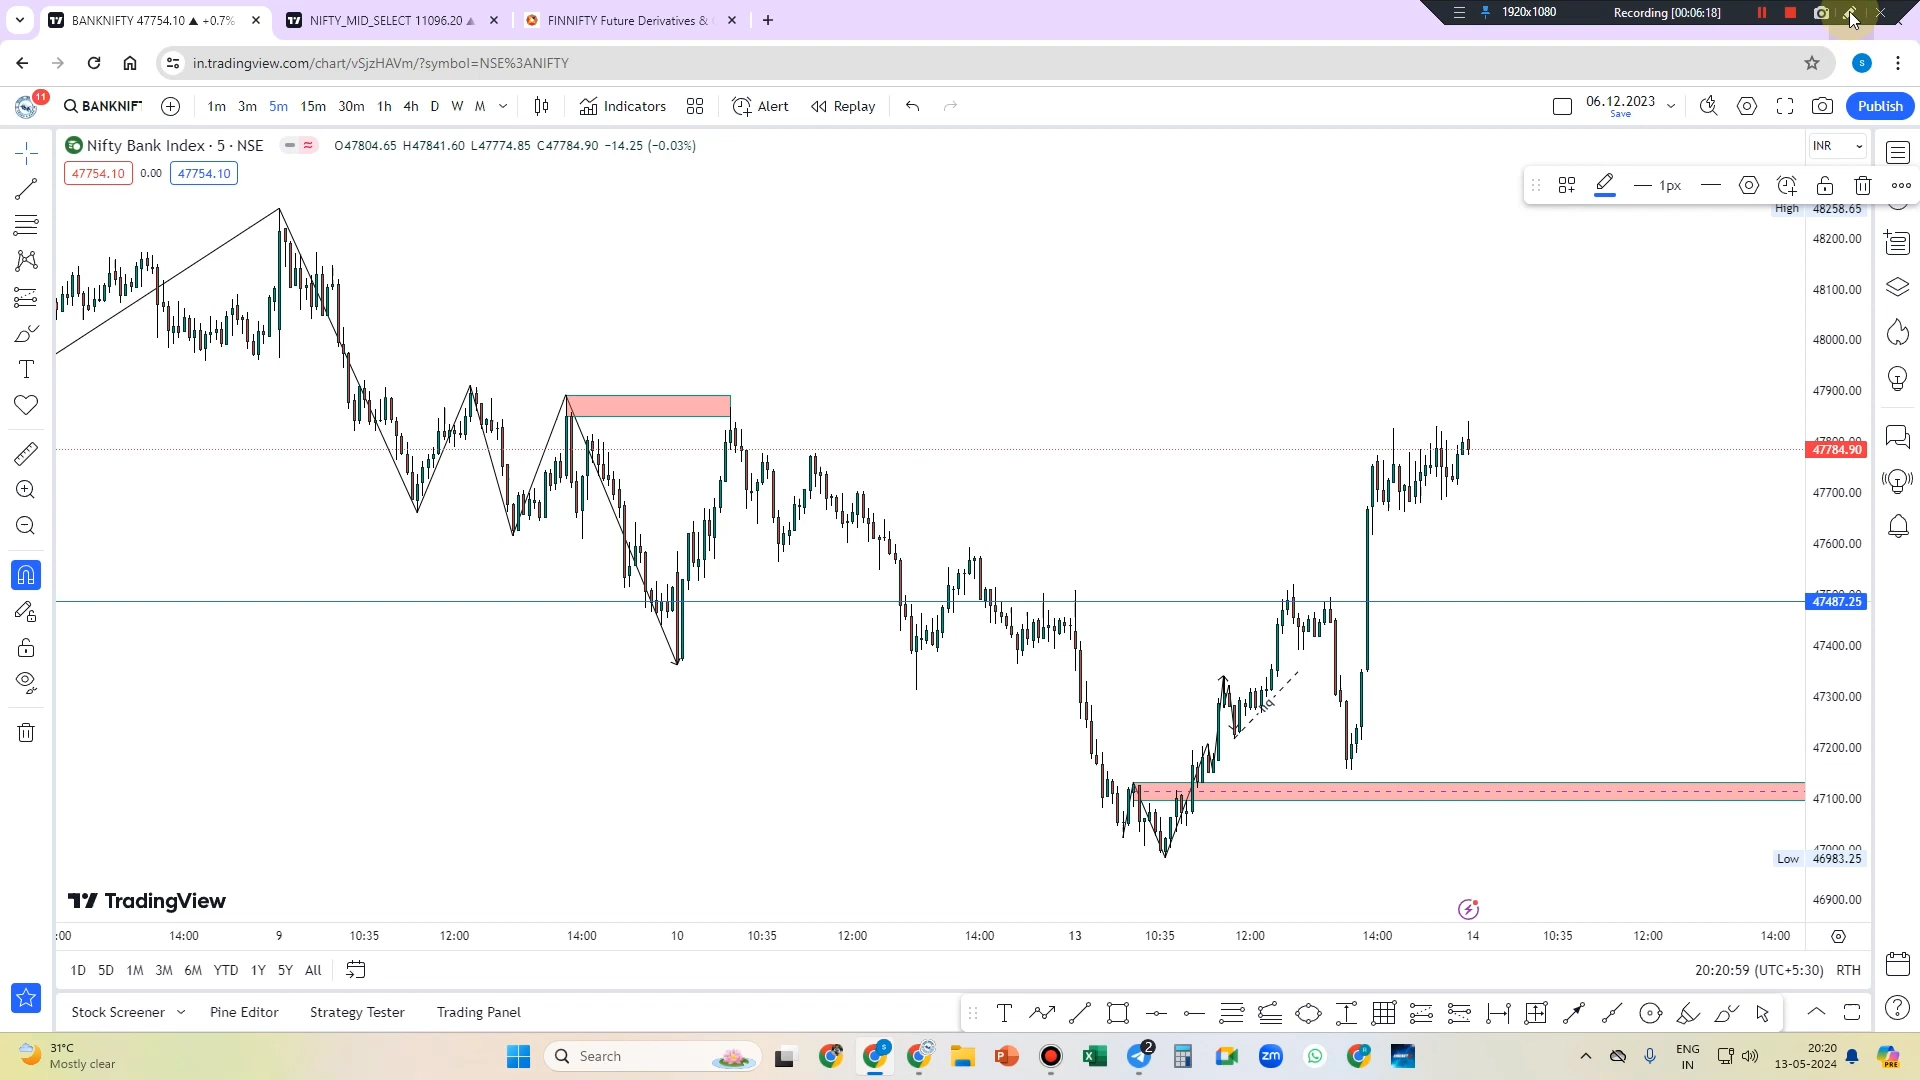 BANKNIFTY 47754.10 ▲ +0.7%
NIFTY_MID_SELECT 11096.20
FINNIFTY Future Derivatives &
1920x1080
Recording [00:06:18]
in.tradingview.com/chart/vSjzHAVm/?symbol=NSE%3ANIFTY
S
11
BANKNIF
1m 3m 5m 15m 30m 1h 4h D W M
Indicators
Alert
Replay
06.12.2023
Save
Publish
Nifty Bank Index · 5 · NSE
O47804.65 H47841.60 L47774.85 C47784.90 −14.25 (−0.03%)
INR
47754.10 0.00 47754.10
1px
High 48258.65
48200.00
48100.00
48000.00
47900.00
47784.90
47700.00
47600.00
47487.25
47400.00
47300.00
liq
47200.00
47100.00
Low 46983.25
46900.00
TradingView
:00 14:00 9 10:35 12:00 14:00 10 10:35 12:00 14:00 13 10:35 12:00 14:00 14 10:35 12:00 14:00
1D 5D 1M 3M 6M YTD 1Y 5Y All
20:20:59 (UTC+5:30) RTH
Stock Screener Pine Editor Strategy Tester Trading Panel
31°C
Mostly clear
Search
2
zm
ENG
IN
20:20
13-05-2024
PRE